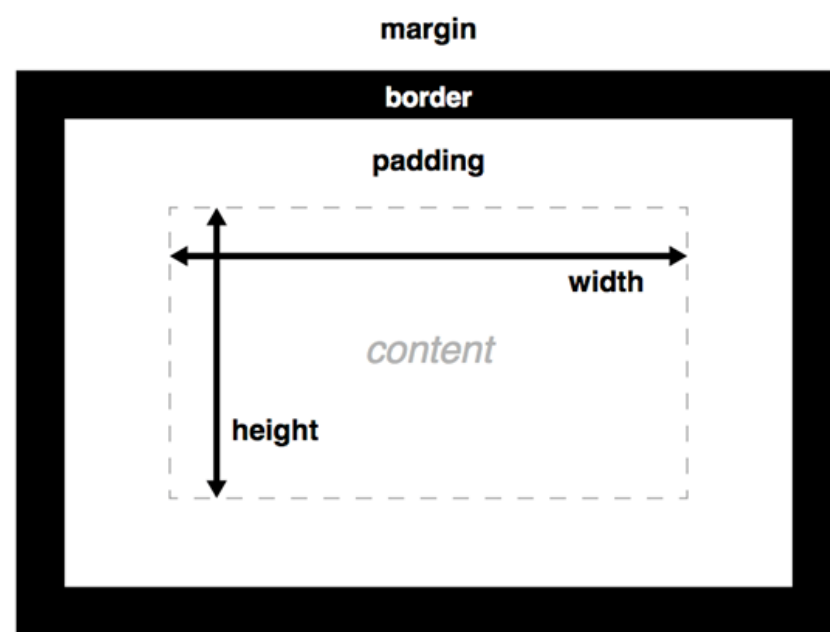 margin
border
padding
width
content
height